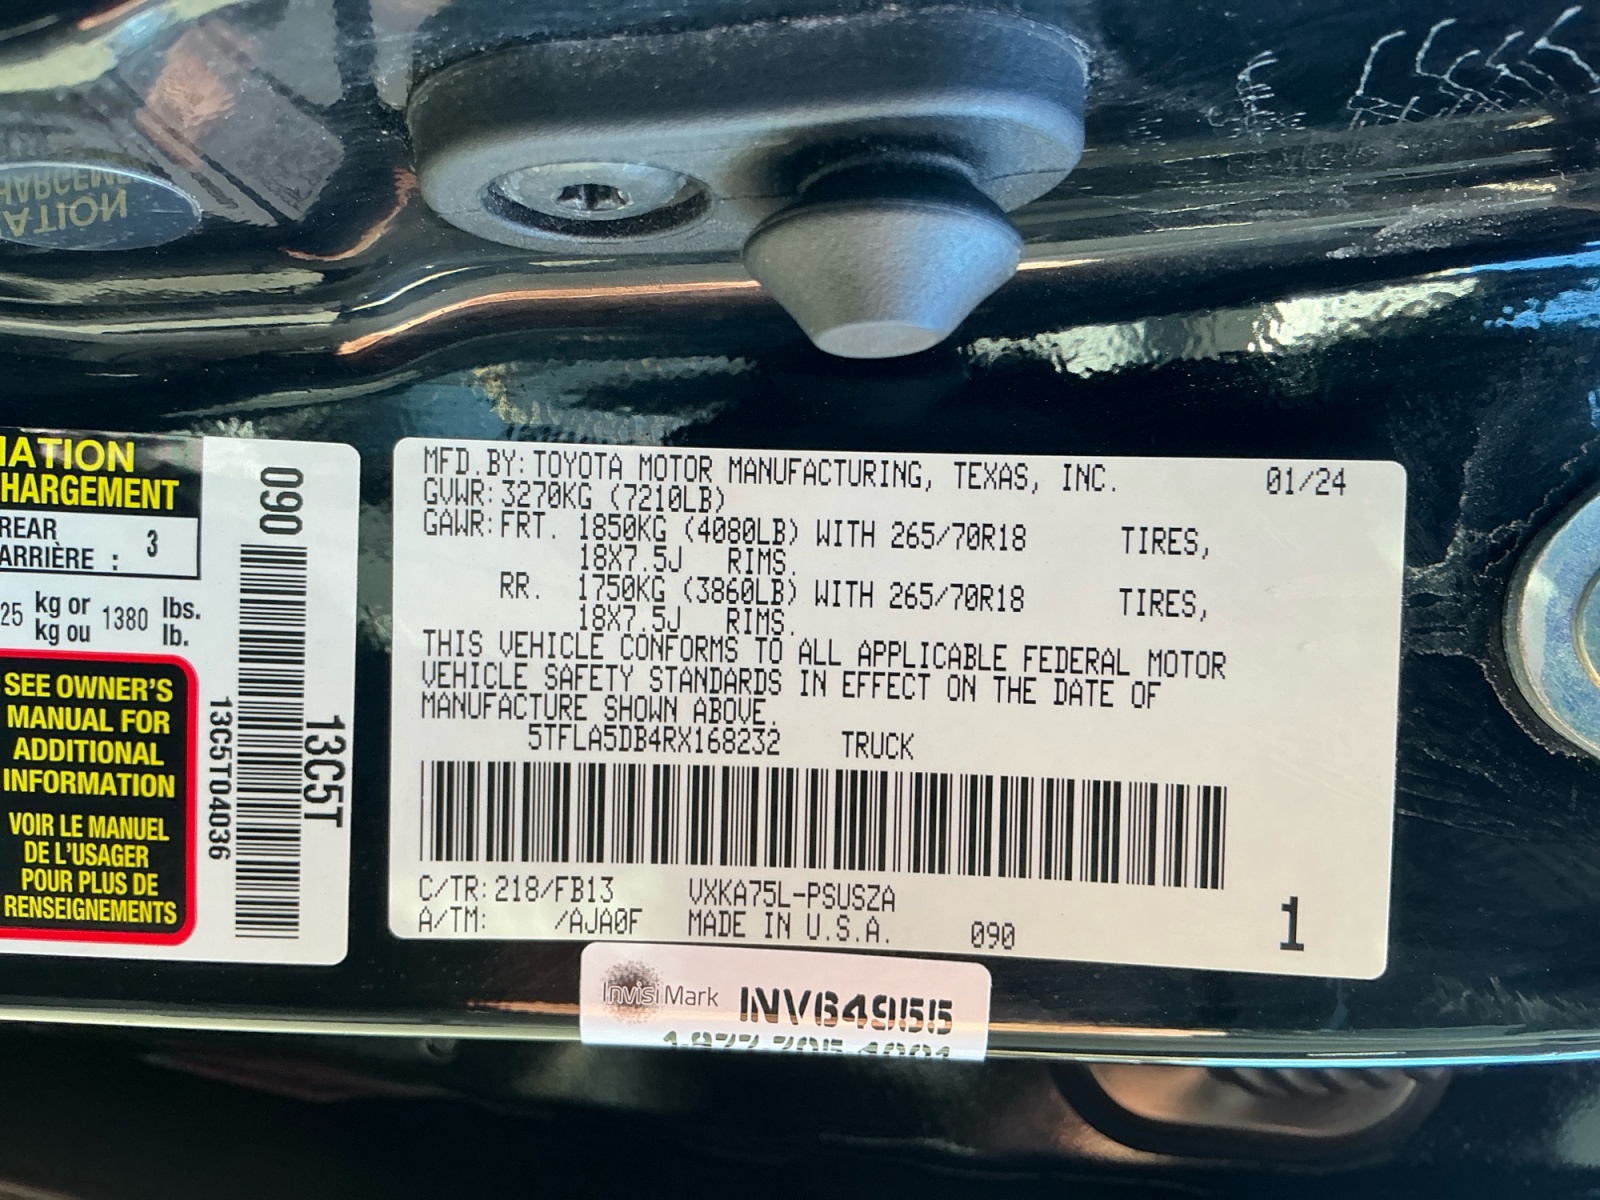 IATION
HARGEMENT
REAR
ARRIÈRE : 3
25 kg or 1380 lbs.
kg ou lb.
SEE OWNER'S
MANUAL FOR
ADDITIONAL
INFORMATION
VOIR LE MANUEL
DE L'USAGER
POUR PLUS DE
RENSEIGNEMENTS
090
13C5T
13C5T04036
MFD.BY: TOYOTA MOTOR MANUFACTURING, TEXAS, INC. 01/24
GVWR: 3270KG (7210LB)
GAWR: FRT. 1850KG (4080LB) WITH 265/70R18 TIRES,
18X7.5J RIMS.
RR. 1750KG (3860LB) WITH 265/70R18 TIRES,
18X7.5J RIMS.
THIS VEHICLE CONFORMS TO ALL APPLICABLE FEDERAL MOTOR
VEHICLE SAFETY STANDARDS IN EFFECT ON THE DATE OF
MANUFACTURE SHOWN ABOVE.
5TFLA5DB4RX168232 TRUCK
C/TR: 218/FB13 VXKA75L-PSUSZA
A/TM: /AJA0F MADE IN U.S.A. 090 1
InvisiMark INV64955